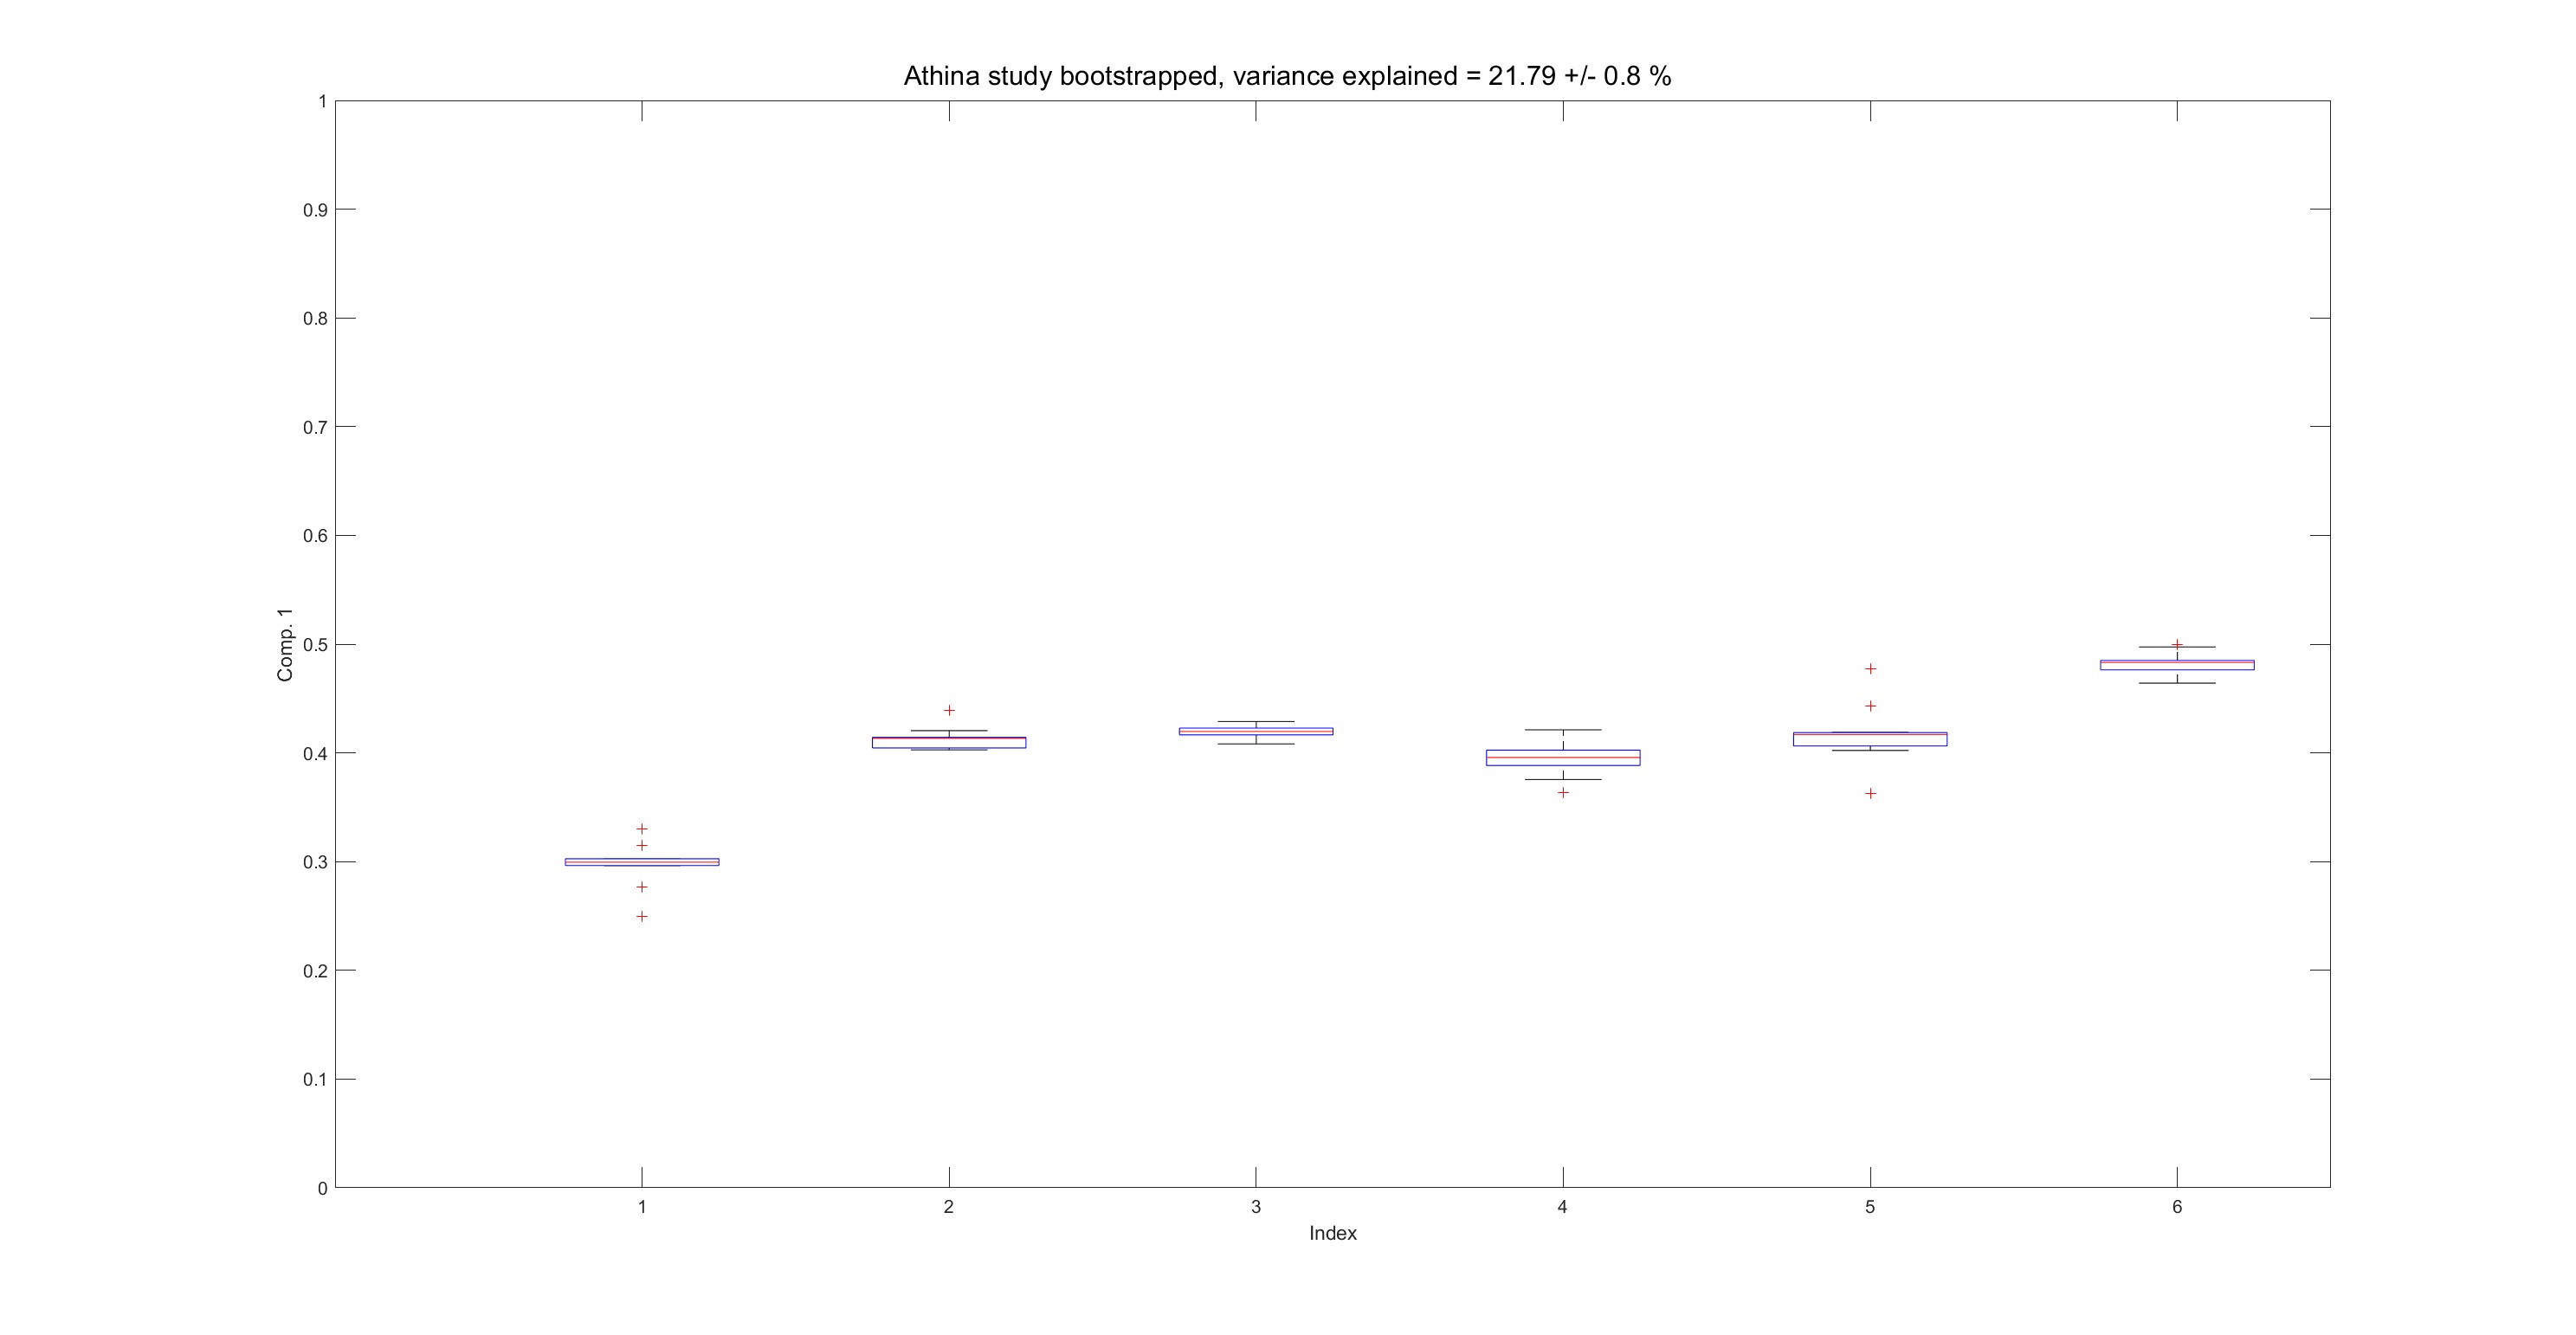 Athina study bootstrapped, variance explained = 21.79 +/- 0.8 %
1
0.9
0.8
0.7
0.6
0.5
0.4
0.3
0.2
0.1
0
Comp. 1
1 2 3 4 5 6
Index